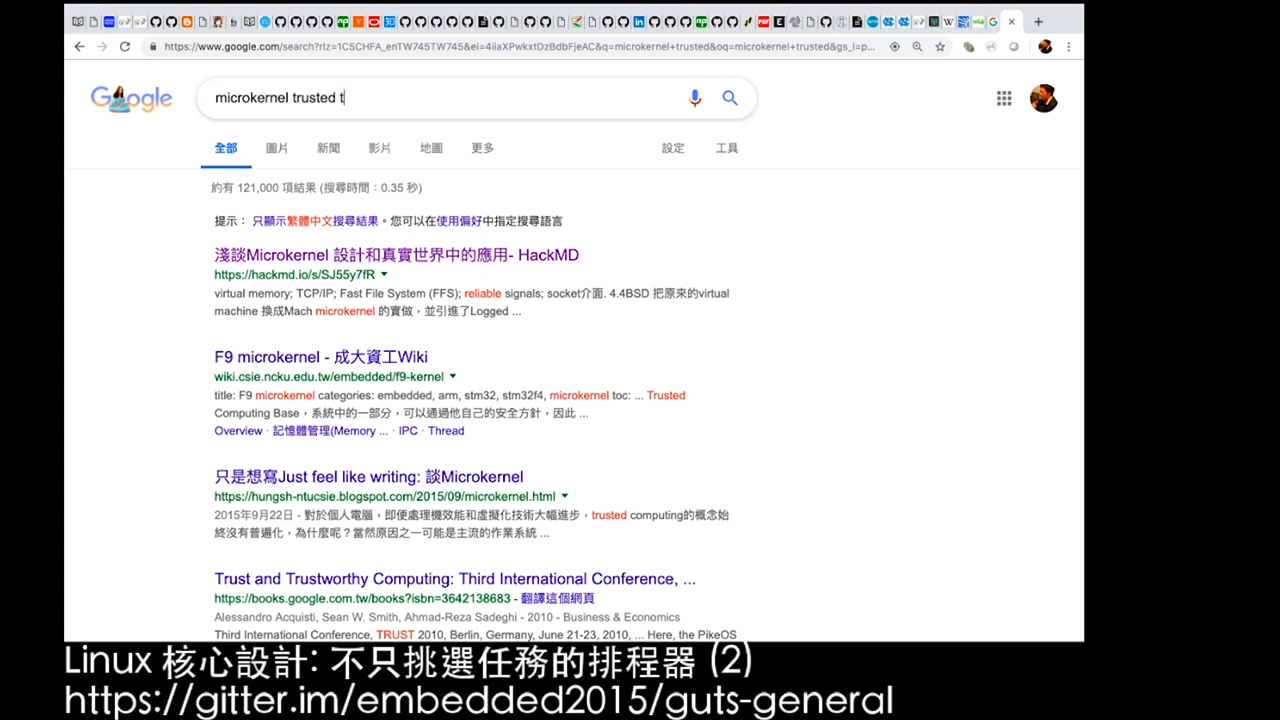 https://www.google.com/search?rlz=1C5CHFA_enTW745TW745&ei=4iiaXPwkxtDzBdbFjeAC&q=microkernel+trusted&oq=microkernel+trusted&gs_l=p...
Google
microkernel trusted t
全部 圖片 新聞 影片 地圖 更多 設定 工具
約有 121,000 項結果 (搜尋時間：0.35 秒)
提示： 只顯示繁體中文搜尋結果。您可以在使用偏好中指定搜尋語言
淺談Microkernel 設計和真實世界中的應用- HackMD
https://hackmd.io/s/SJ55y7fR
virtual memory; TCP/IP; Fast File System (FFS); reliable signals; socket介面. 4.4BSD 把原來的virtual
machine 換成Mach microkernel 的實做，並引進了Logged ...
F9 microkernel - 成大資工Wiki
wiki.csie.ncku.edu.tw/embedded/f9-kernel
title: F9 microkernel categories: embedded, arm, stm32, stm32f4, microkernel toc: ... Trusted
Computing Base，系統中的一部分，可以通過他自己的安全方針，因此 ...
Overview · 記憶體管理(Memory ... · IPC · Thread
只是想寫Just feel like writing: 談Microkernel
https://hungsh-ntucsie.blogspot.com/2015/09/microkernel.html
2015年9月22日 - 對於個人電腦，即便處理機效能和虛擬化技術大幅進步，trusted computing的概念始
終沒有普遍化，為什麼呢？當然原因之一可能是主流的作業系統 ...
Trust and Trustworthy Computing: Third International Conference, ...
https://books.google.com.tw/books?isbn=3642138683 - 翻譯這個網頁
Alessandro Acquisti, Sean W. Smith, Ahmad-Reza Sadeghi - 2010 - Business & Economics
Third International Conference, TRUST 2010, Berlin, Germany, June 21-23, 2010, ... Here, the PikeOS
Linux 核心設計: 不只挑選任務的排程器 (2)
https://gitter.im/embedded2015/guts-general